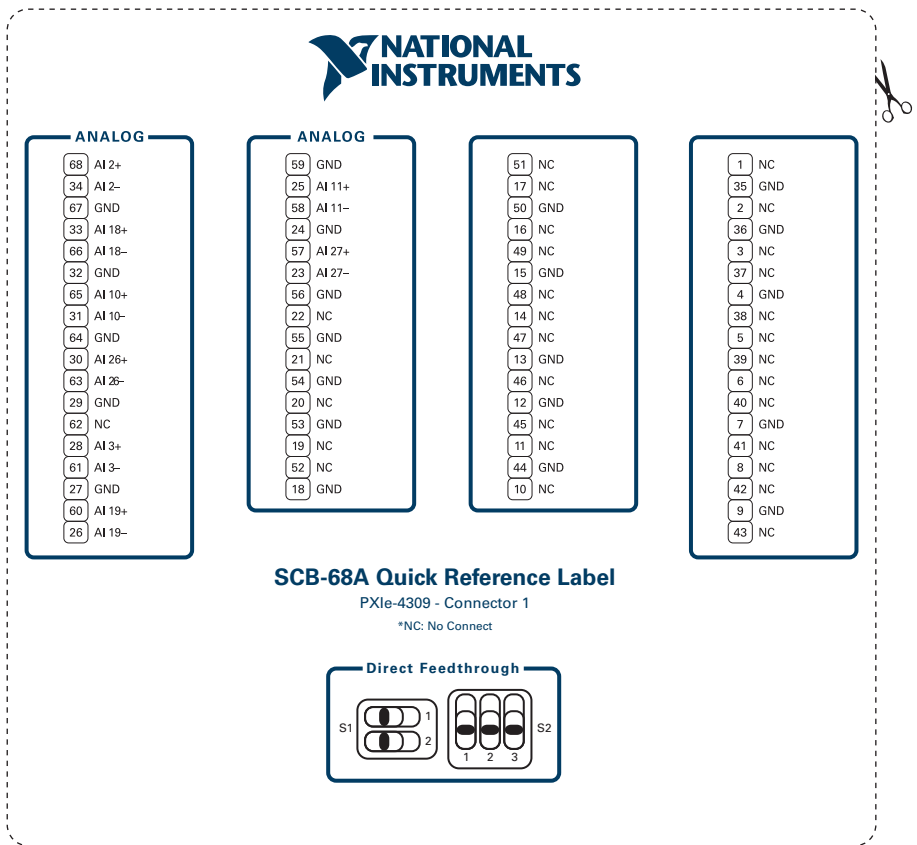 NATIONAL
INSTRUMENTS
ANALOG
68 AI 2+
34 AI 2–
67 GND
33 AI 18+
66 AI 18–
32 GND
65 AI 10+
31 AI 10–
64 GND
30 AI 26+
63 AI 26–
29 GND
62 NC
28 AI 3+
61 AI 3–
27 GND
60 AI 19+
26 AI 19–
ANALOG
59 GND
25 AI 11+
58 AI 11–
24 GND
57 AI 27+
23 AI 27–
56 GND
22 NC
55 GND
21 NC
54 GND
20 NC
53 GND
19 NC
52 NC
18 GND
51 NC
17 NC
50 GND
16 NC
49 NC
15 GND
48 NC
14 NC
47 NC
13 GND
46 NC
12 GND
45 NC
11 NC
44 GND
10 NC
1 NC
35 GND
2 NC
36 GND
3 NC
37 NC
4 GND
38 NC
5 NC
39 NC
6 NC
40 NC
7 GND
41 NC
8 NC
42 NC
9 GND
43 NC
SCB-68A Quick Reference Label
PXIe-4309 - Connector 1
*NC: No Connect
Direct Feedthrough
S1
1
2
1 2 3
S2